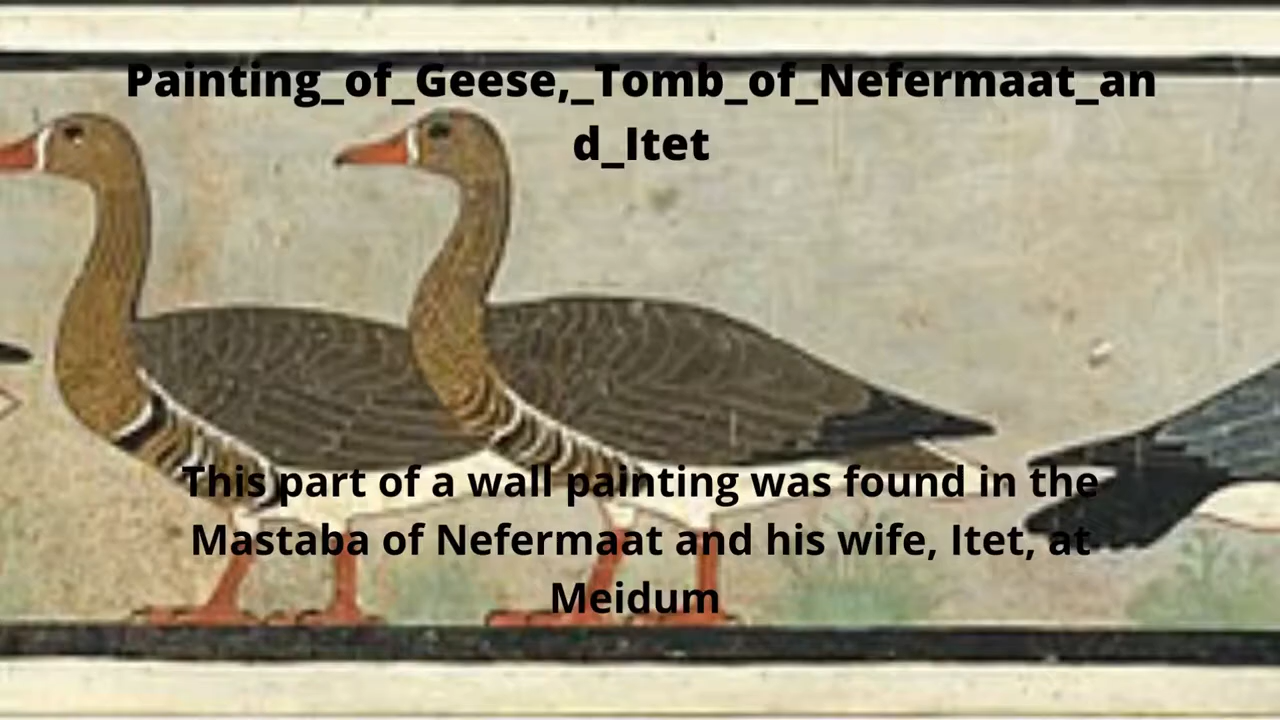 Painting_of_Geese,_Tomb_of_Nefermaat_an
d_Itet
This part of a wall painting was found in the
Mastaba of Nefermaat and his wife, Itet, at
Meidum